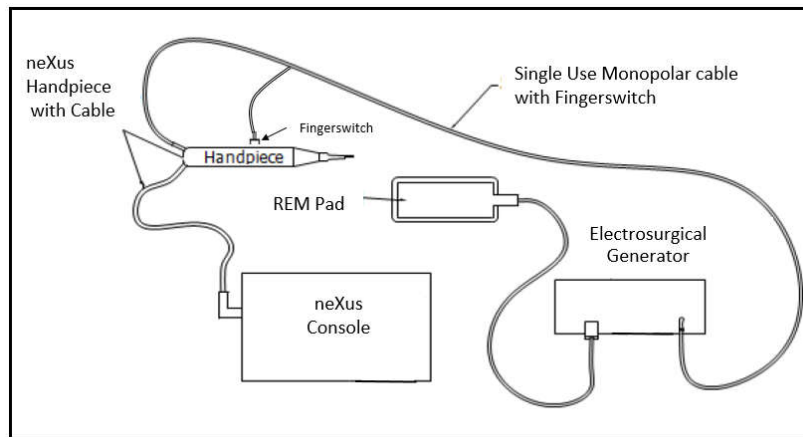 neXus
Handpiece
with Cable
Single Use Monopolar cable
with Fingerswitch
Fingerswitch
Handpiece
REM Pad
Electrosurgical
Generator
neXus
Console